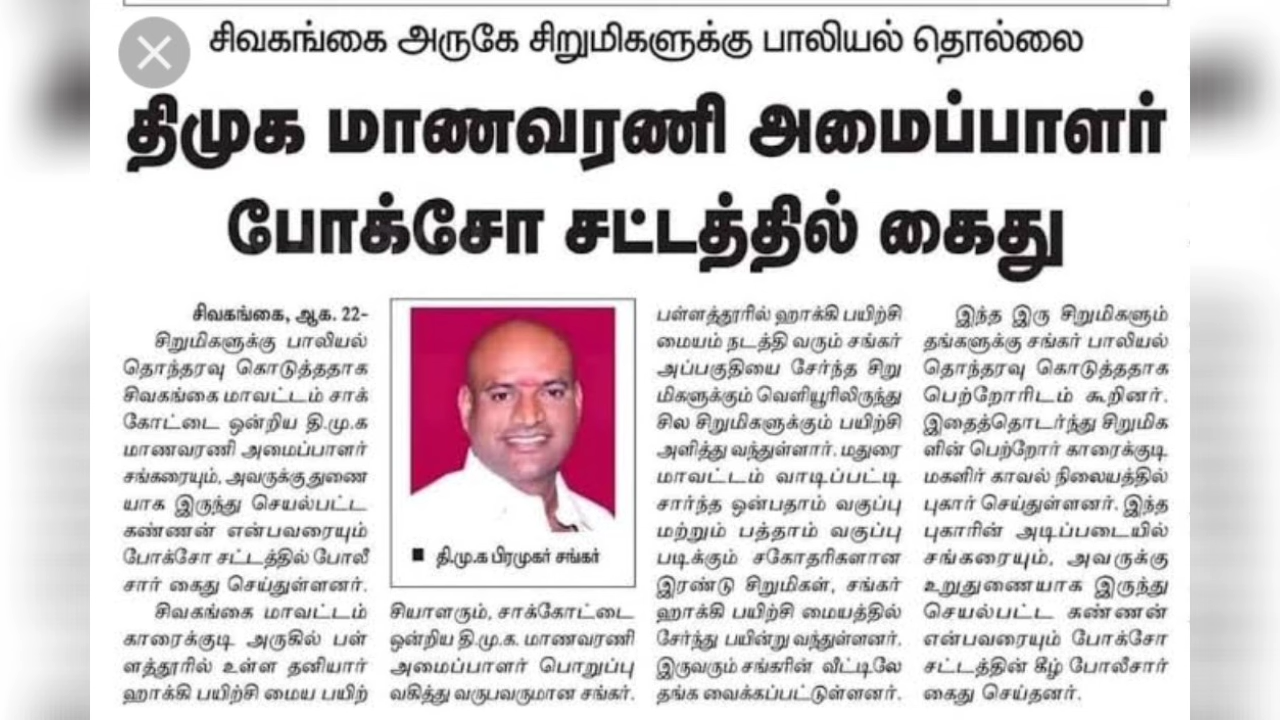 சிவகங்கை அருகே சிறுமிகளுக்கு பாலியல் தொல்லை
திமுக மாணவரணி அமைப்பாளர்
போக்சோ சட்டத்தில் கைது
சிவகங்கை, ஆக. 22-
சிறுமிகளுக்கு பாலியல்
தொந்தரவு கொடுத்ததாக
சிவகங்கை மாவட்டம் சாக்
கோட்டை ஒன்றிய தி.மு.க
மாணவரணி அமைப்பாளர்
சங்கரையும், அவருக்கு துணை
யாக இருந்து செயல்பட்ட
கண்ணன் என்பவரையும்
போக்சோ சட்டத்தில் போலீ
சார் கைது செய்துள்ளனர்.
சிவகங்கை மாவட்டம்
காரைக்குடி அருகில் பள்
ளத்தூரில் உள்ள தனியார்
ஹாக்கி பயிற்சி மைய பயிற்
■ தி.மு.க பிரமுகர் சங்கர்
சியாளரும், சாக்கோட்டை
ஒன்றிய தி.மு.க. மாணவரணி
அமைப்பாளர் பொறுப்பு
வகித்து வருபவருமான சங்கர்.
பள்ளத்தூரில் ஹாக்கி பயிற்சி
மையம் நடத்தி வரும் சங்கர்
அப்பகுதியை சேர்ந்த சிறு
மிகளுக்கும் வெளியூரிலிருந்து
சில சிறுமிகளுக்கும் பயிற்சி
அளித்து வந்துள்ளார். மதுரை
மாவட்டம் வாடிப்பட்டி
சார்ந்த ஒன்பதாம் வகுப்பு
மற்றும் பத்தாம் வகுப்பு
படிக்கும் சகோதரிகளான
இரண்டு சிறுமிகள், சங்கர்
ஹாக்கி பயிற்சி மையத்தில்
சேர்ந்து பயின்று வந்துள்ளனர்.
இருவரும் சங்கரின் வீட்டிலே
தங்க வைக்கப்பட்டுள்ளனர்.
இந்த இரு சிறுமிகளும்
தங்களுக்கு சங்கர் பாலியல்
தொந்தரவு கொடுத்ததாக
பெற்றோரிடம் கூறினர்.
இதைத்தொடர்ந்து சிறுமிக
ளின் பெற்றோர் காரைக்குடி
மகளிர் காவல் நிலையத்தில்
புகார் செய்துள்ளனர். இந்த
புகாரின் அடிப்படையில்
சங்கரையும், அவருக்கு
உறுதுணையாக இருந்து
செயல்பட்ட கண்ணன்
என்பவரையும் போக்சோ
சட்டத்தின் கீழ் போலீசார்
கைது செய்தனர்.